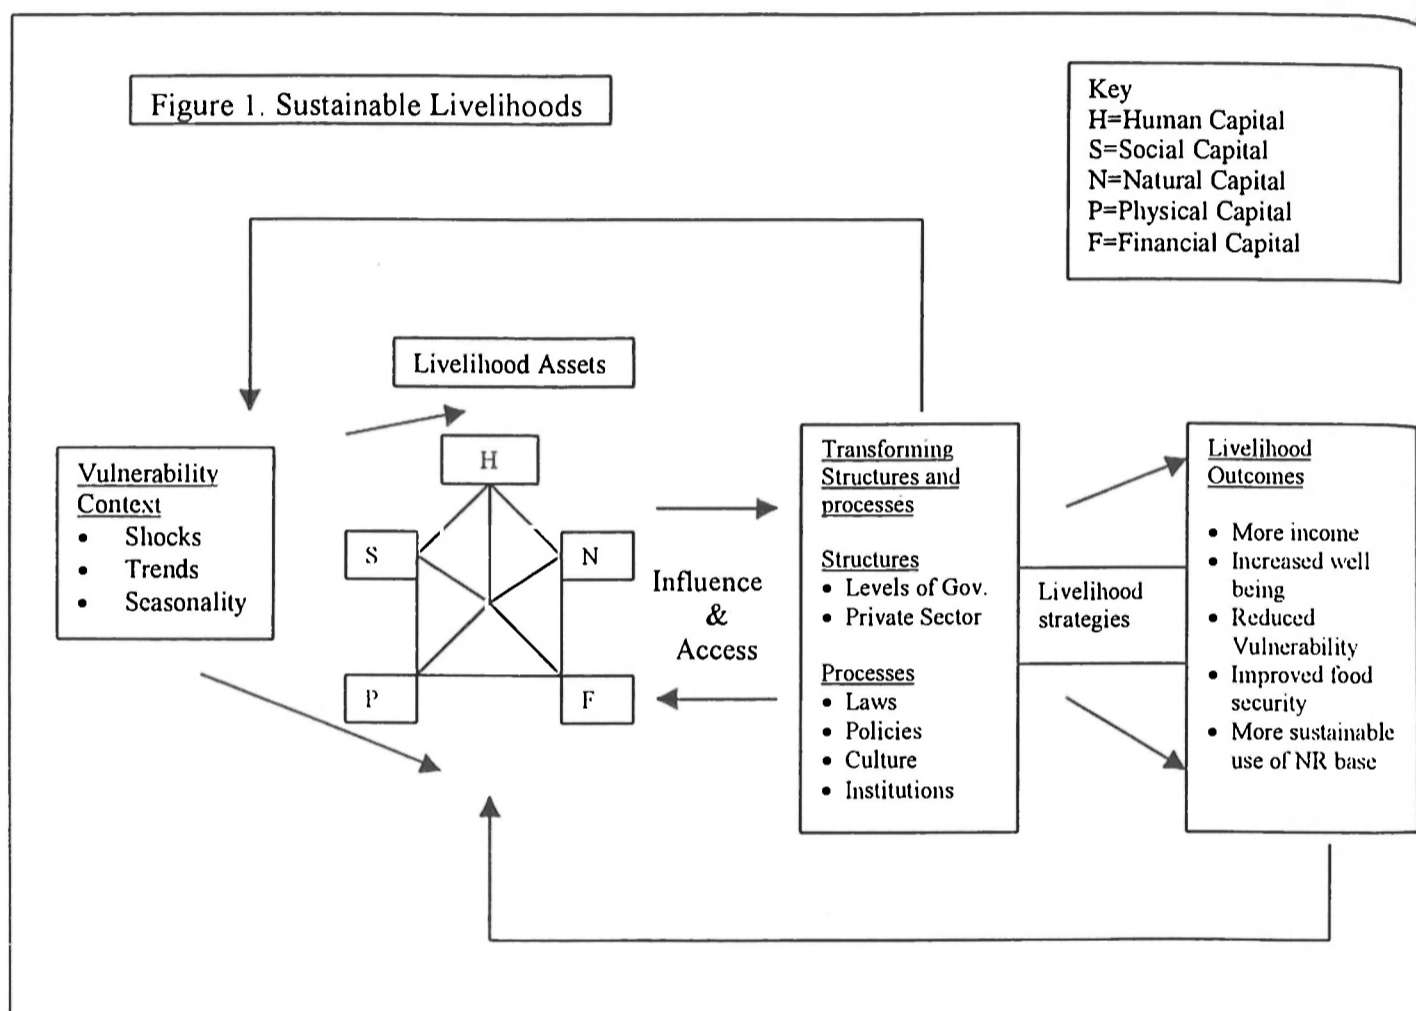 Figure 1. Sustainable Livelihoods
Key
H=Human Capital
S=Social Capital
N=Natural Capital
P=Physical Capital
F=Financial Capital
Livelihood Assets
Vulnerability
Context
• Shocks
• Trends
• Seasonality
H
S
N
P
F
Influence
&
Access
Transforming
Structures and
processes
Structures
• Levels of Gov.
• Private Sector
Processes
• Laws
• Policies
• Culture
• Institutions
Livelihood
strategies
Livelihood
Outcomes
• More income
• Increased well
being
• Reduced
Vulnerability
• Improved food
security
• More sustainable
use of NR base